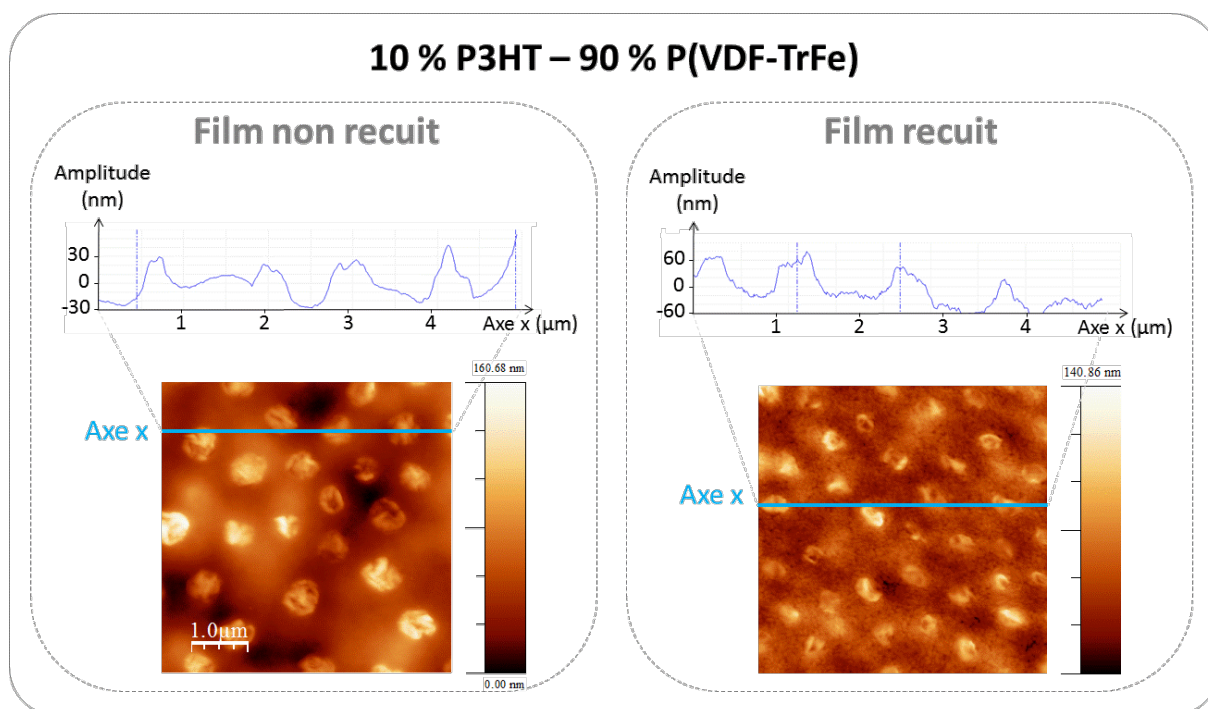 10 % P3HT – 90 % P(VDF-TrFe)
Film non recuit
Amplitude
(nm)
30
0
-30
1
2
3
4
Axe x (µm)
160.68 nm
Axe x
1.0µm
0.00 nm
Film recuit
Amplitude
(nm)
60
0
-60
1
2
3
4
Axe x (µm)
140.86 nm
Axe x